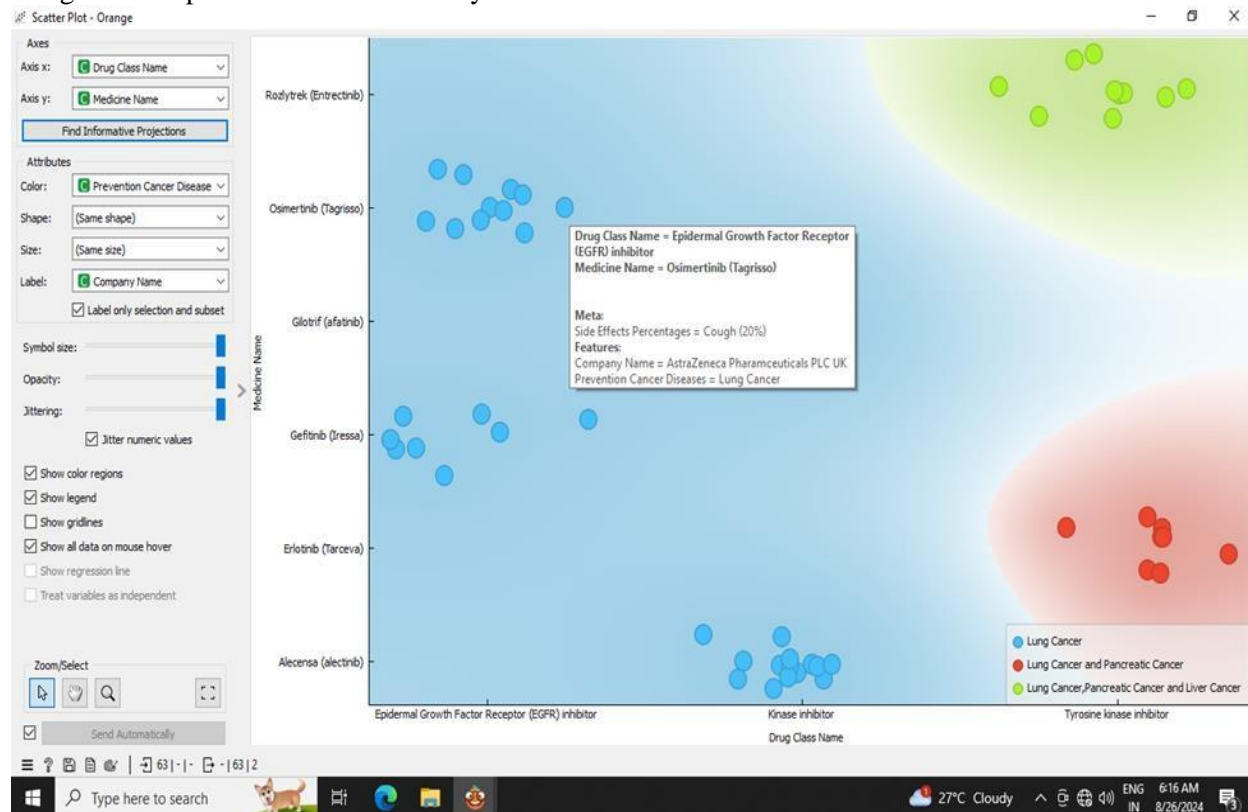 Scatter Plot - Orange
Axes
Axis x:
Drug Class Name
Axis y:
Medicine Name
Find Informative Projections
Attributes
Color:
Prevention Cancer Disease
Shape:
(Same shape)
Size:
(Same size)
Label:
Company Name
Label only selection and subset
Symbol size:
Opacity:
Jittering:
Jitter numeric values
Show color regions
Show legend
Show gridlines
Show all data on mouse hover
Show regression line
Treat variables as independent
Zoom/Select
Send Automatically
Medicine Name
Rozlytrek (Entrectinib)
Osimertinib (Tagrisso)
Gilotrif (afatinib)
Gefitinib (Iressa)
Erlotinib (Tarceva)
Alecensa (alectinib)
Drug Class Name = Epidermal Growth Factor Receptor
(EGFR) inhibitor
Medicine Name = Osimertinib (Tagrisso)
Meta:
Side Effects Percentages = Cough (20%)
Features:
Company Name = AstraZeneca Pharamceuticals PLC UK
Prevention Cancer Diseases = Lung Cancer
Lung Cancer
Lung Cancer and Pancreatic Cancer
Lung Cancer,Pancreatic Cancer and Liver Cancer
Epidermal Growth Factor Receptor (EGFR) inhibitor
Kinase inhibitor
Tyrosine kinase inhibitor
Drug Class Name
63 | - | - - | 63 | 2
Type here to search
27°C Cloudy
ENG
IN
6:16 AM
8/26/2024
3